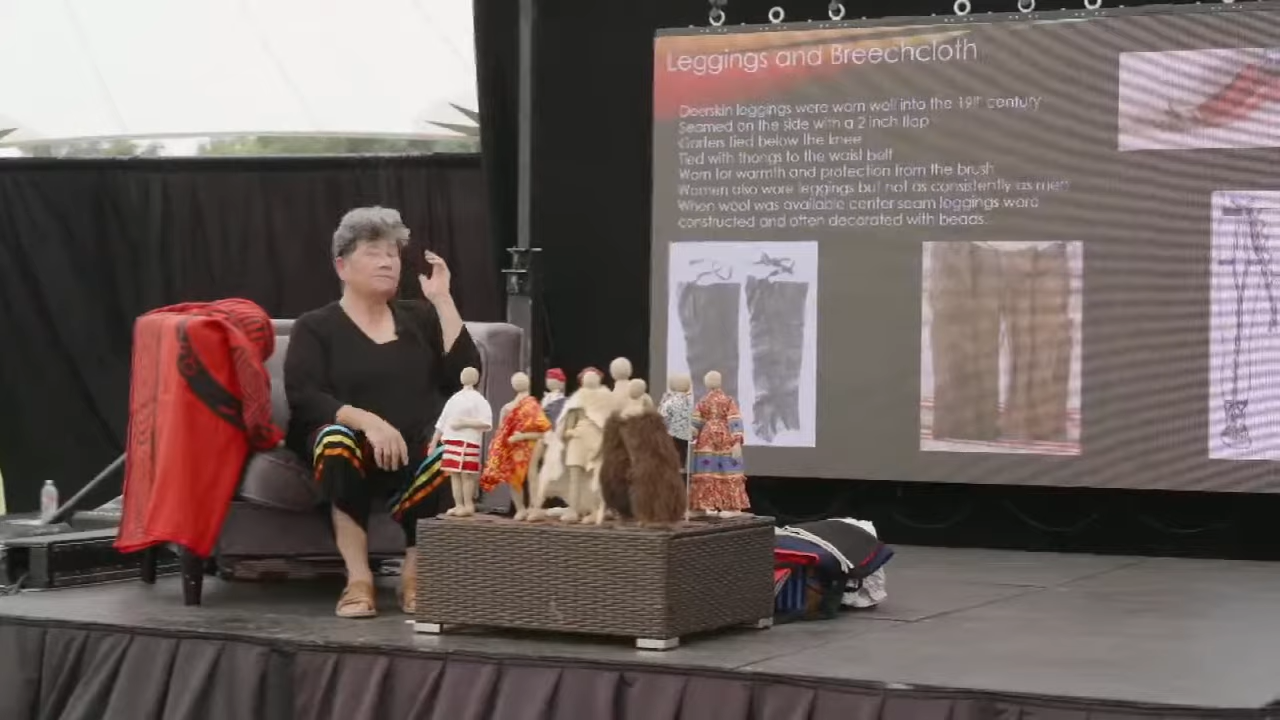 Leggings and Breechcloth
Deerskin leggings were worn well into the 19th century
Seamed on the side with a 2 inch flap
Garters tied below the knee
Tied with thongs to the waist belt
Worn for warmth and protection from the brush
Women also wore leggings but not as consistently as men
When wool was available center seam leggings were
constructed and often decorated with beads.